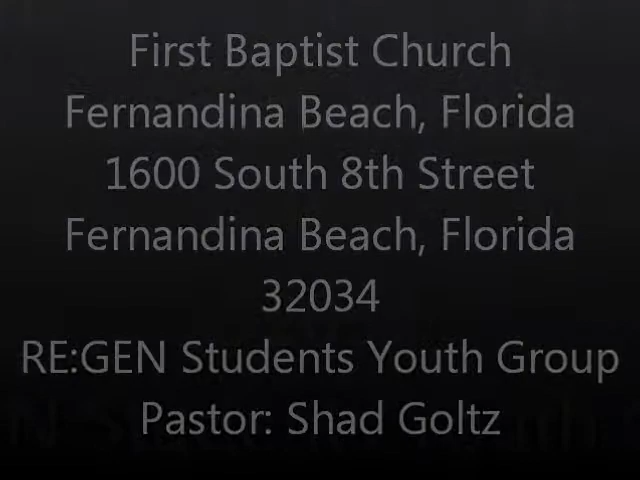 First Baptist Church
Fernandina Beach, Florida
1600 South 8th Street
Fernandina Beach, Florida
32034
RE:GEN Students Youth Group
Pastor: Shad Goltz